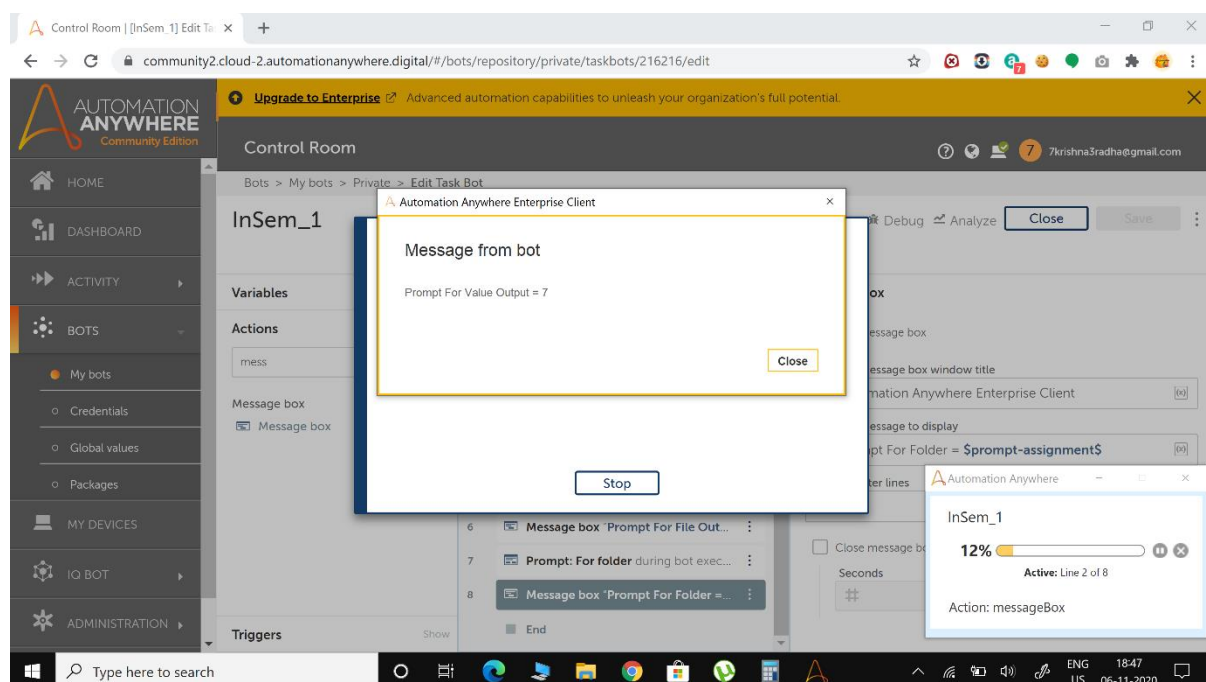 Control Room | [InSem_1] Edit Ta
community2.cloud-2.automationanywhere.digital/#/bots/repository/private/taskbots/216216/edit
7
AUTOMATION
ANYWHERE
Community Edition
Upgrade to Enterprise Advanced automation capabilities to unleash your organization's full potential.
Control Room
7
7krishna3radha@gmail.com
HOME
DASHBOARD
ACTIVITY
BOTS
My bots
Credentials
Global values
Packages
MY DEVICES
IQ BOT
ADMINISTRATION
Bots > My bots > Private > Edit Task Bot
InSem_1
Debug
Analyze
Close
Save
Variables
Actions
mess
Message box
Message box
Triggers
Show
Automation Anywhere Enterprise Client
Message from bot
Prompt For Value Output = 7
Close
Stop
6 Message box "Prompt For File Out...
7 Prompt: For folder during bot exec...
8 Message box "Prompt For Folder =...
End
ox
essage box
essage box window title
mation Anywhere Enterprise Client
essage to display
pt For Folder = $prompt-assignment$
ter lines
Close message bo
Seconds
#
Automation Anywhere
InSem_1
12%
Active: Line 2 of 8
Action: messageBox
Type here to search
ENG
US
18:47
06-11-2020